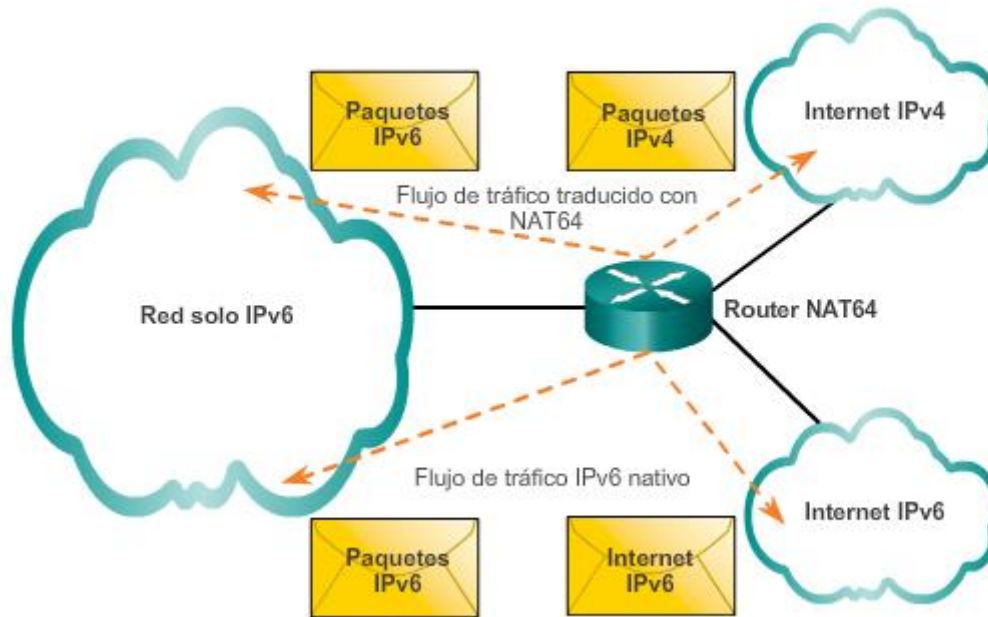 Paquetes
IPv6
Paquetes
IPv4
Internet IPv4
Flujo de tráfico traducido con
NAT64
Red solo IPv6
Router NAT64
Flujo de tráfico IPv6 nativo
Internet IPv6
Paquetes
IPv6
Internet
IPv6